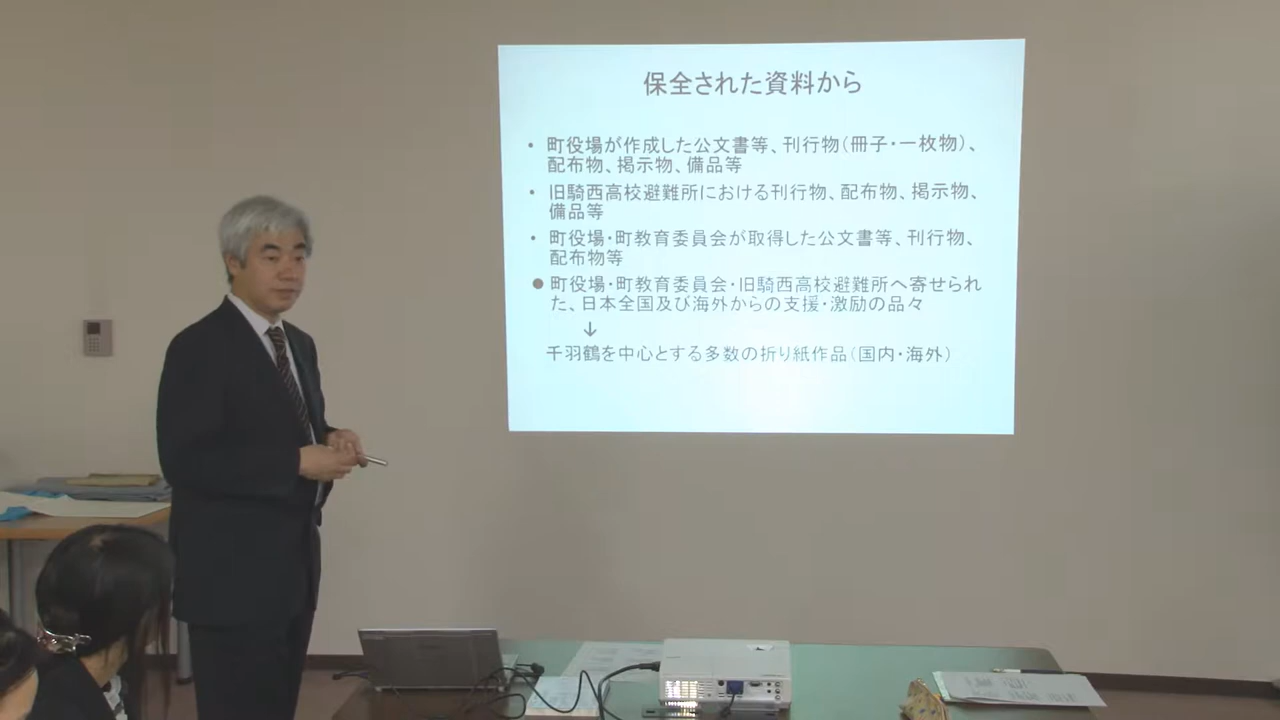 保全された資料から
• 町役場が作成した公文書等、刊行物(冊子・一枚物)、
配布物、掲示物、備品等
• 旧騎西高校避難所における刊行物、配布物、掲示物、
備品等
• 町役場・町教育委員会が取得した公文書等、刊行物、
配布物等
● 町役場・町教育委員会・旧騎西高校避難所へ寄せられ
た、日本全国及び海外からの支援・激励の品々
↓
千羽鶴を中心とする多数の折り紙作品(国内・海外)